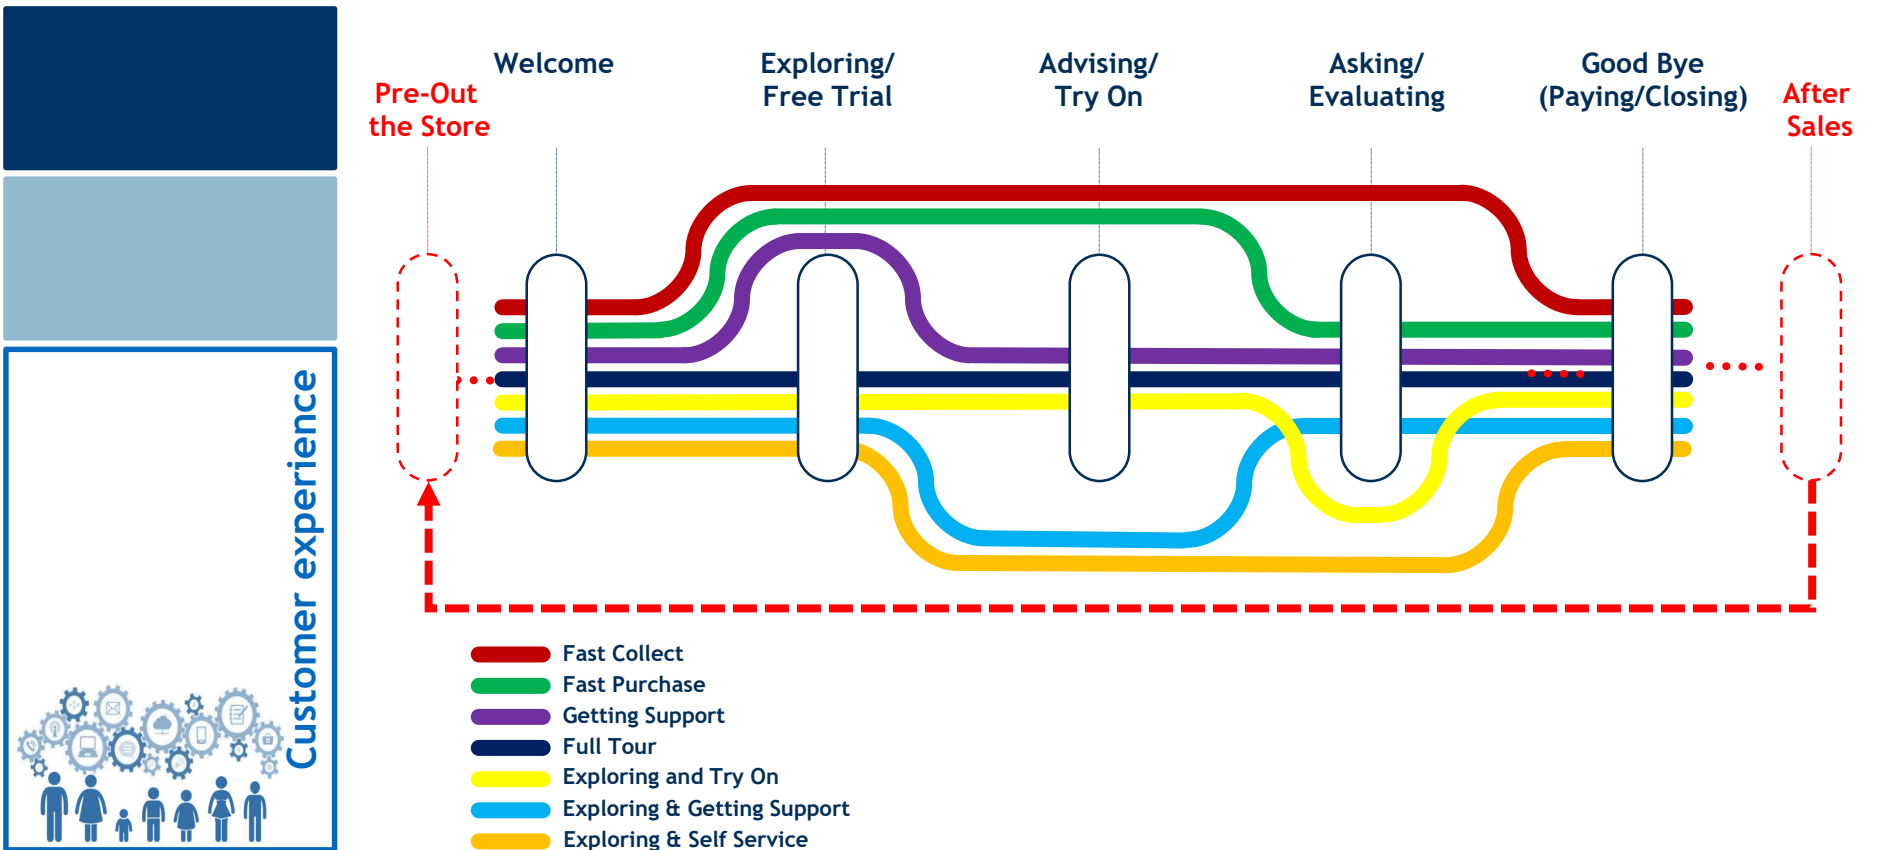 Welcome
Exploring/
Free Trial
Advising/
Try On
Asking/
Evaluating
Good Bye
(Paying/Closing)
Pre-Out
the Store
After
Sales
Customer experience
Fast Collect
Fast Purchase
Getting Support
Full Tour
Exploring and Try On
Exploring & Getting Support
Exploring & Self Service